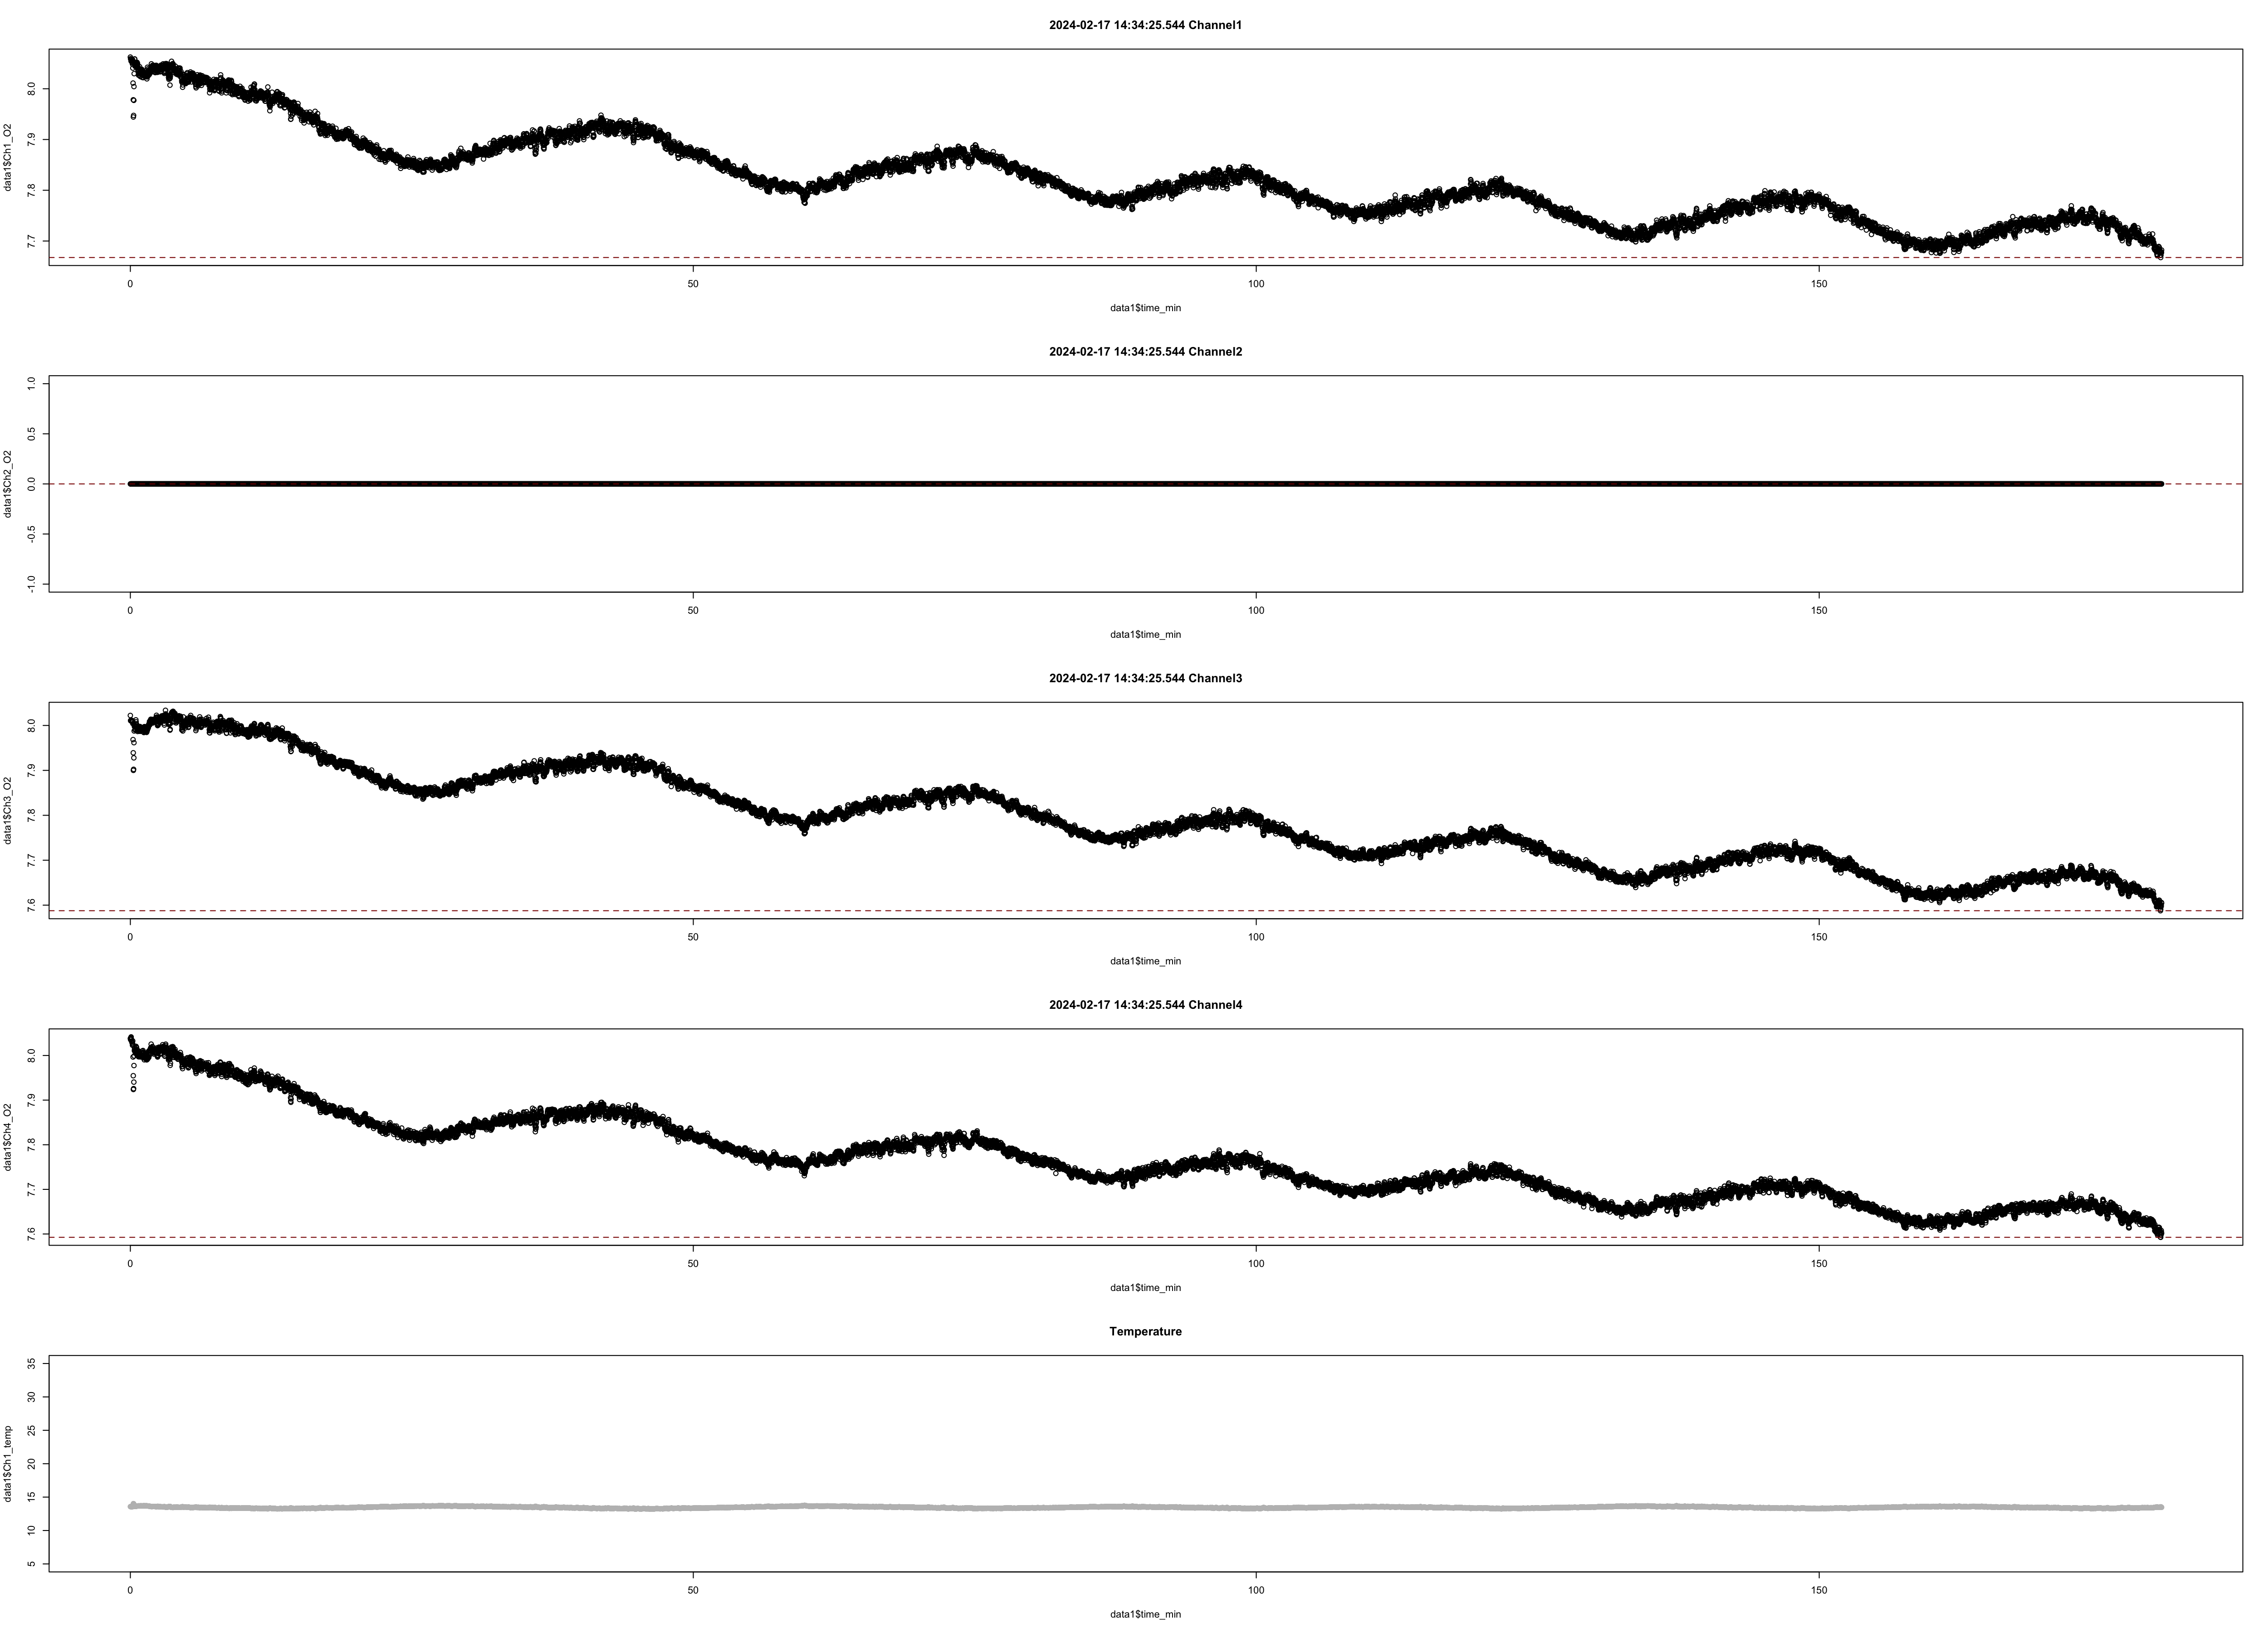 2024-02-17 14:34:25.544 Channel1
data1$Ch1_O2
8.0
7.9
7.8
7.7
0 50 100 150
data1$time_min
2024-02-17 14:34:25.544 Channel2
data1$Ch2_O2
1.0
0.5
0.0
-0.5
-1.0
0 50 100 150
data1$time_min
2024-02-17 14:34:25.544 Channel3
data1$Ch3_O2
8.0
7.9
7.8
7.7
7.6
0 50 100 150
data1$time_min
2024-02-17 14:34:25.544 Channel4
data1$Ch4_O2
8.0
7.9
7.8
7.7
7.6
0 50 100 150
data1$time_min
Temperature
data1$Ch1_temp
35
30
25
20
15
10
5
0 50 100 150
data1$time_min